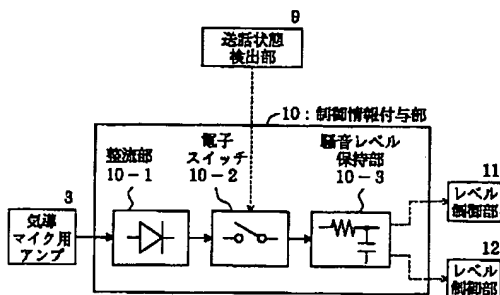 9
送話状態
検出部
10：制御情報付与部
整流部
10－1
電子
スイッチ
10－2
騒音レベル
保持部
10－3
3
気導
マイク用
アンプ
11
レベル
制御部
12
レベル
制御部